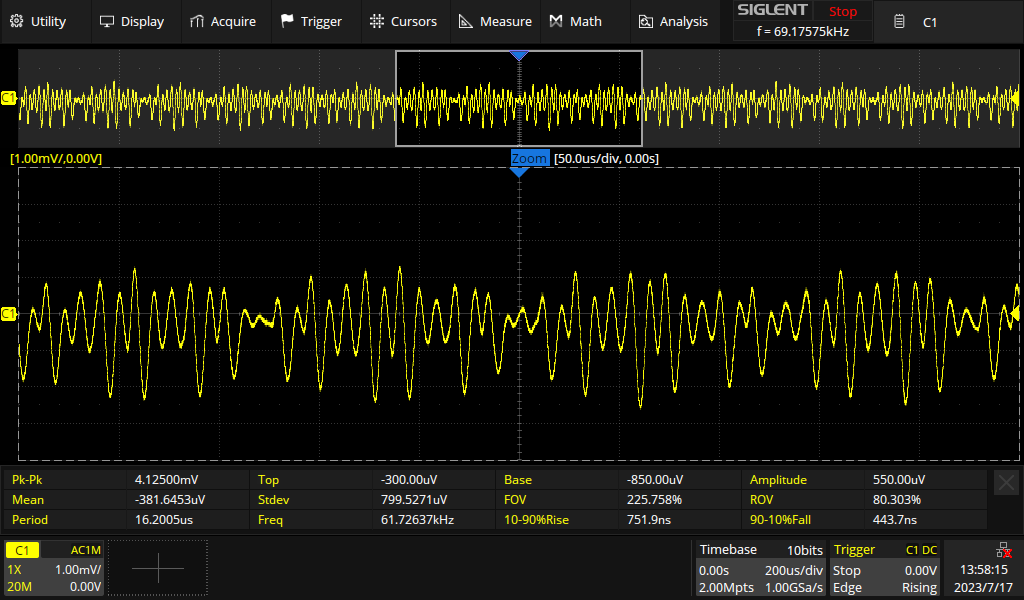 Utility Display Acquire Trigger Cursors Measure Math Analysis SIGLENT Stop C1
f = 69.17575kHz
C1
[1.00mV/,0.00V] Zoom [50.0us/div, 0.00s]
C1
Pk-Pk 4.12500mV Top -300.00uV Base -850.00uV Amplitude 550.00uV
Mean -381.6453uV Stdev 799.5271uV FOV 225.758% ROV 80.303%
Period 16.2005us Freq 61.72637kHz 10-90%Rise 751.9ns 90-10%Fall 443.7ns
C1 AC1M Timebase 10bits Trigger C1 DC
1X 1.00mV/ 0.00s 200us/div Stop 0.00V 13:58:15
20M 0.00V 2.00Mpts 1.00GSa/s Edge Rising 2023/7/17